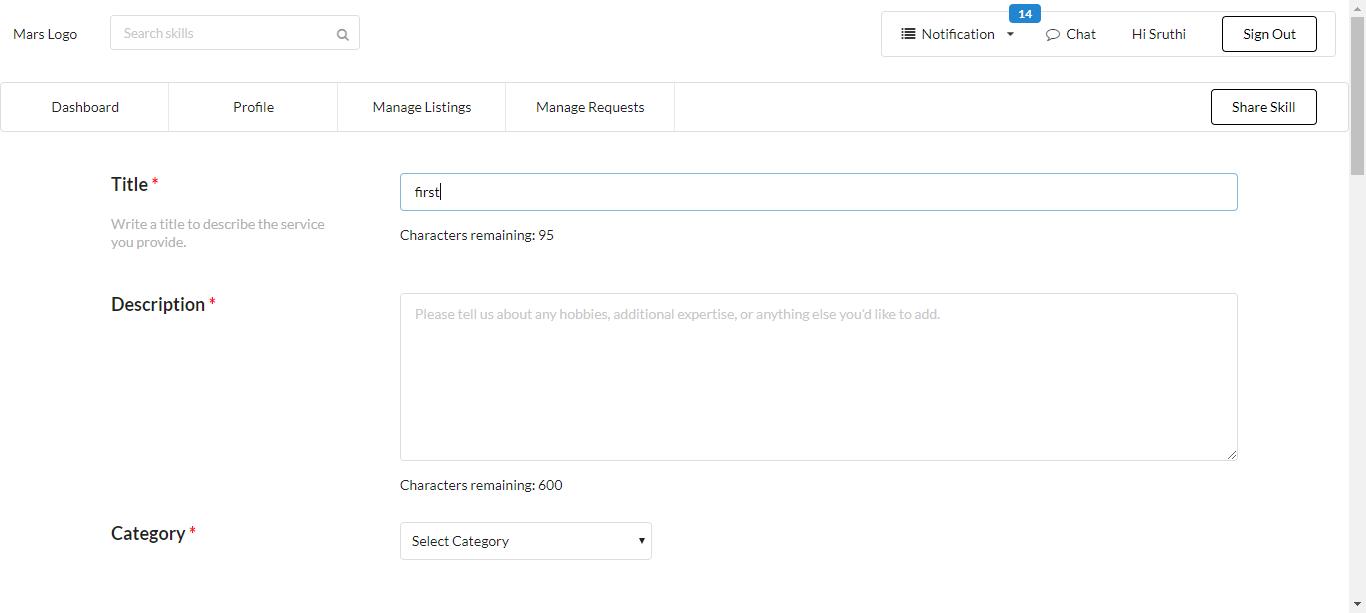 14
Mars Logo Search skills Notification Chat Hi Sruthi Sign Out
Dashboard Profile Manage Listings Manage Requests Share Skill
Title * first
Write a title to describe the service
you provide.
Characters remaining: 95
Description * Please tell us about any hobbies, additional expertise, or anything else you'd like to add.
Characters remaining: 600
Category * Select Category